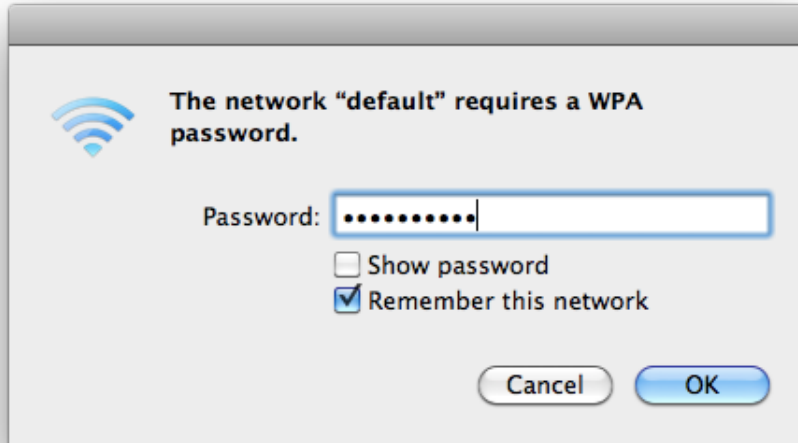 The network “default” requires a WPA
password.
Password: ••••••••••
Show password
Remember this network
Cancel OK